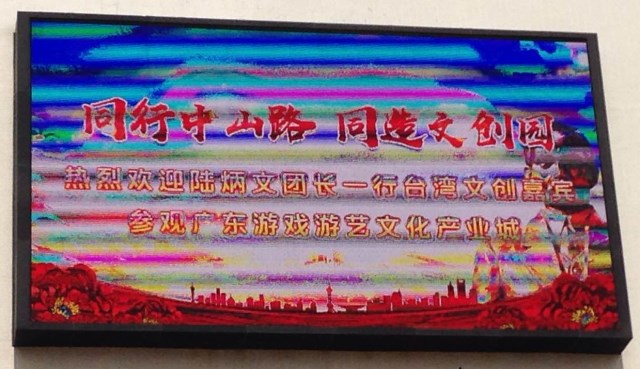 同行中山路 同造文创园
热烈欢迎陆炳文团长一行台湾文创嘉宾
参观广东游戏游艺文化产业城